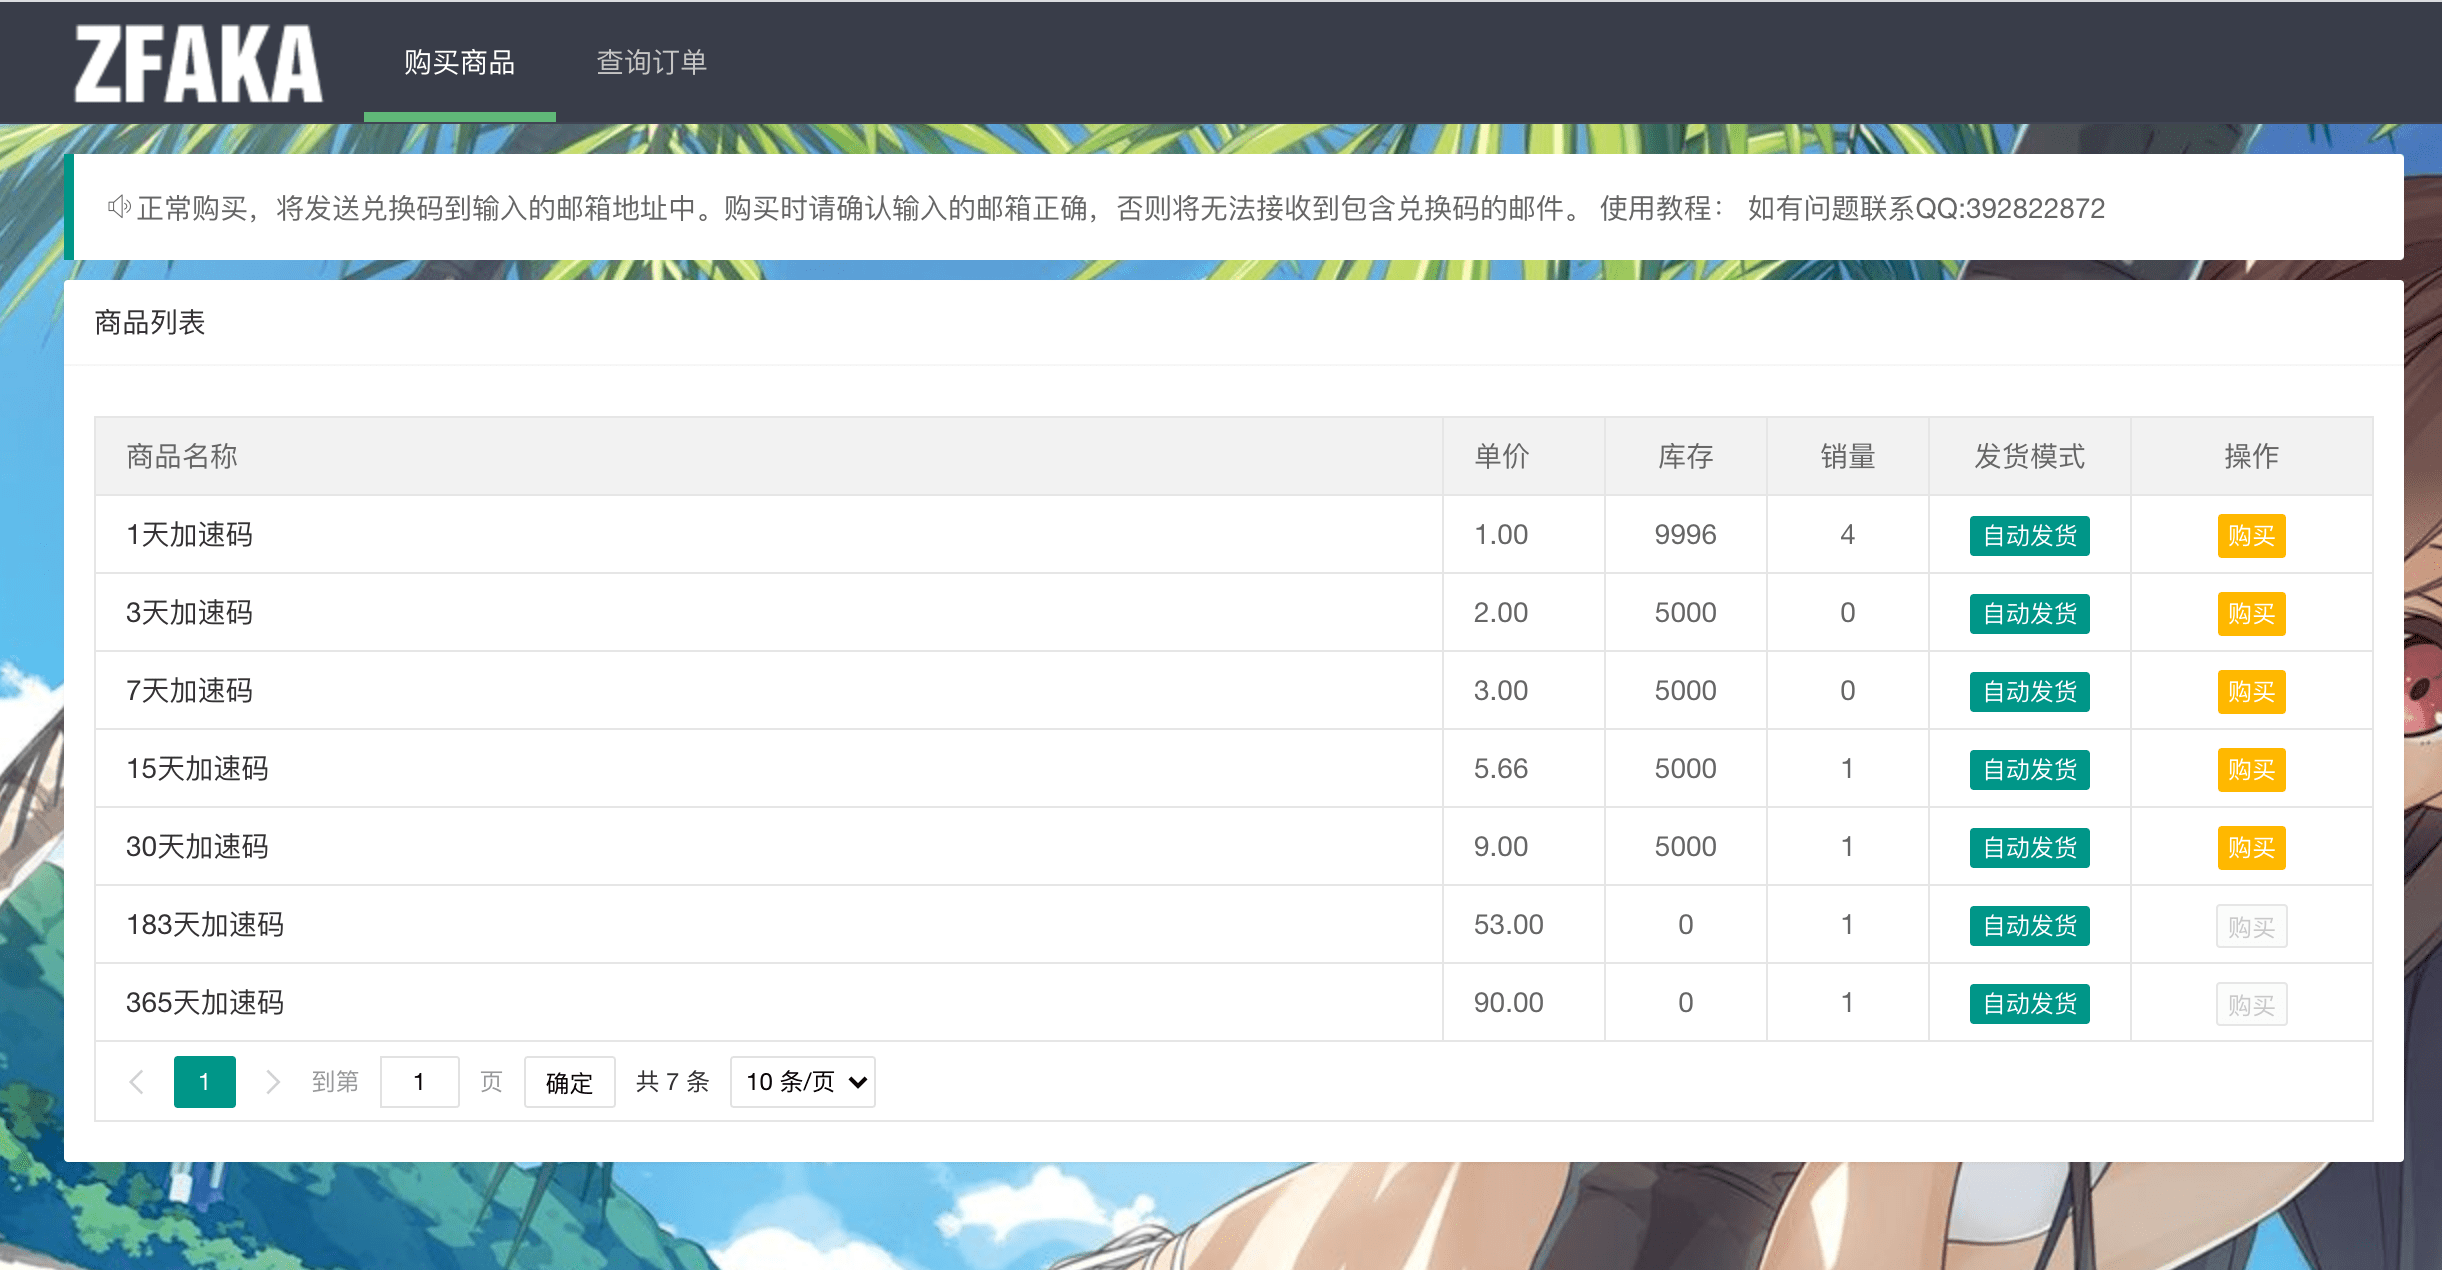 ZFAKA 购买商品 查询订单
正常购买，将发送兑换码到输入的邮箱地址中。购买时请确认输入的邮箱正确，否则将无法接收到包含兑换码的邮件。 使用教程： 如有问题联系QQ:392822872
商品列表
商品名称 单价 库存 销量 发货模式 操作
1天加速码 1.00 9996 4 自动发货 购买
3天加速码 2.00 5000 0 自动发货 购买
7天加速码 3.00 5000 0 自动发货 购买
15天加速码 5.66 5000 1 自动发货 购买
30天加速码 9.00 5000 1 自动发货 购买
183天加速码 53.00 0 1 自动发货 购买
365天加速码 90.00 0 1 自动发货 购买
1 到第 1 页 确定 共 7 条 10 条/页